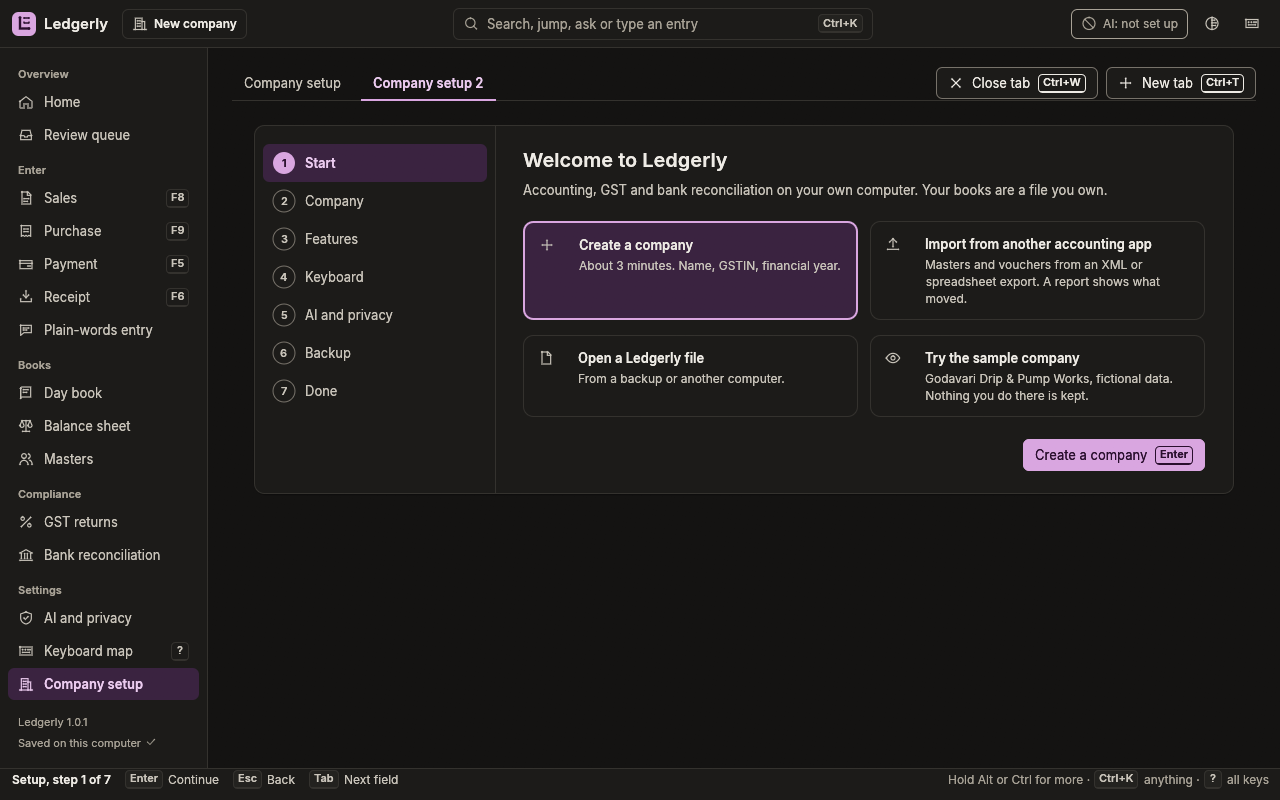 Ledgerly
New company
Search, jump, ask or type an entry
Ctrl+K
AI: not set up
Overview
Home
Review queue
Enter
Sales F8
Purchase F9
Payment F5
Receipt F6
Plain-words entry
Books
Day book
Balance sheet
Masters
Compliance
GST returns
Bank reconciliation
Settings
AI and privacy
Keyboard map ?
Company setup
Ledgerly 1.0.1
Saved on this computer
Company setup
Company setup 2
Close tab Ctrl+W
New tab Ctrl+T
1 Start
2 Company
3 Features
4 Keyboard
5 AI and privacy
6 Backup
7 Done
Welcome to Ledgerly
Accounting, GST and bank reconciliation on your own computer. Your books are a file you own.
Create a company
About 3 minutes. Name, GSTIN, financial year.
Import from another accounting app
Masters and vouchers from an XML or
spreadsheet export. A report shows what
moved.
Open a Ledgerly file
From a backup or another computer.
Try the sample company
Godavari Drip & Pump Works, fictional data.
Nothing you do there is kept.
Create a company Enter
Setup, step 1 of 7 Enter Continue Esc Back Tab Next field
Hold Alt or Ctrl for more · Ctrl+K anything · ? all keys